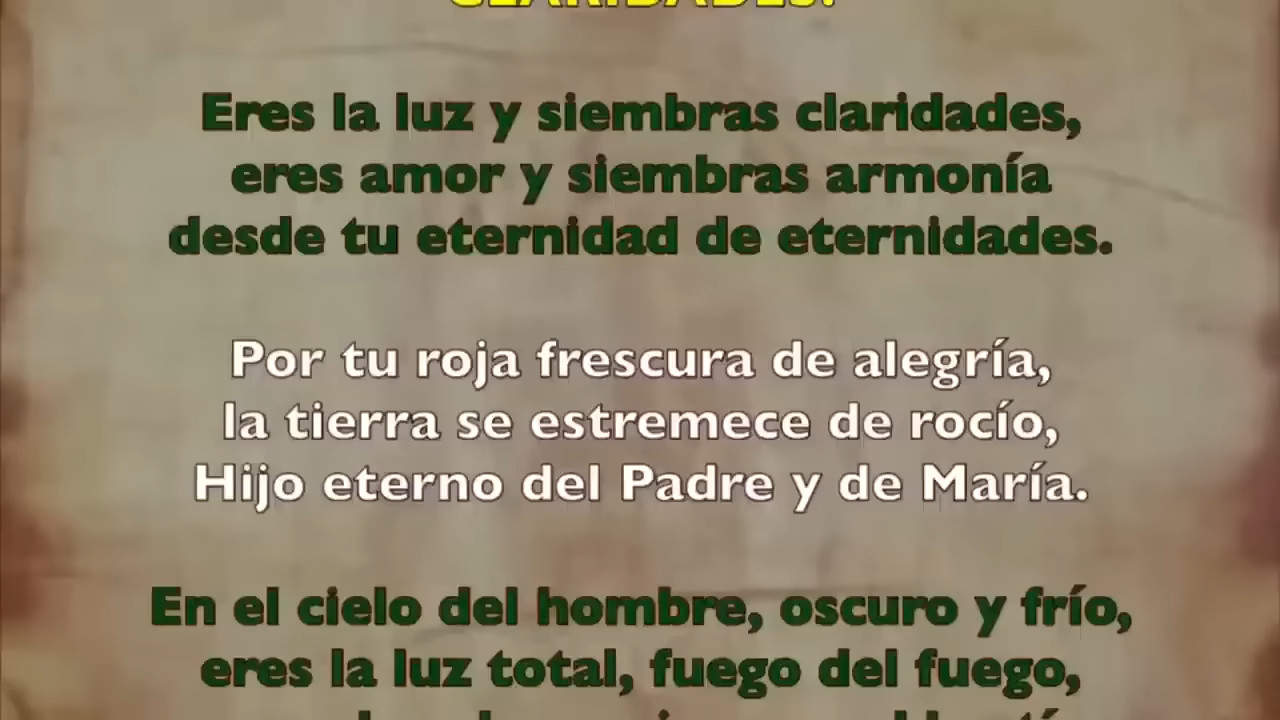 CLARIDADES.
Eres la luz y siembras claridades,
eres amor y siembras armonía
desde tu eternidad de eternidades.
Por tu roja frescura de alegría,
la tierra se estremece de rocío,
Hijo eterno del Padre y de María.
En el cielo del hombre, oscuro y frío,
eres la luz total, fuego del fuego,